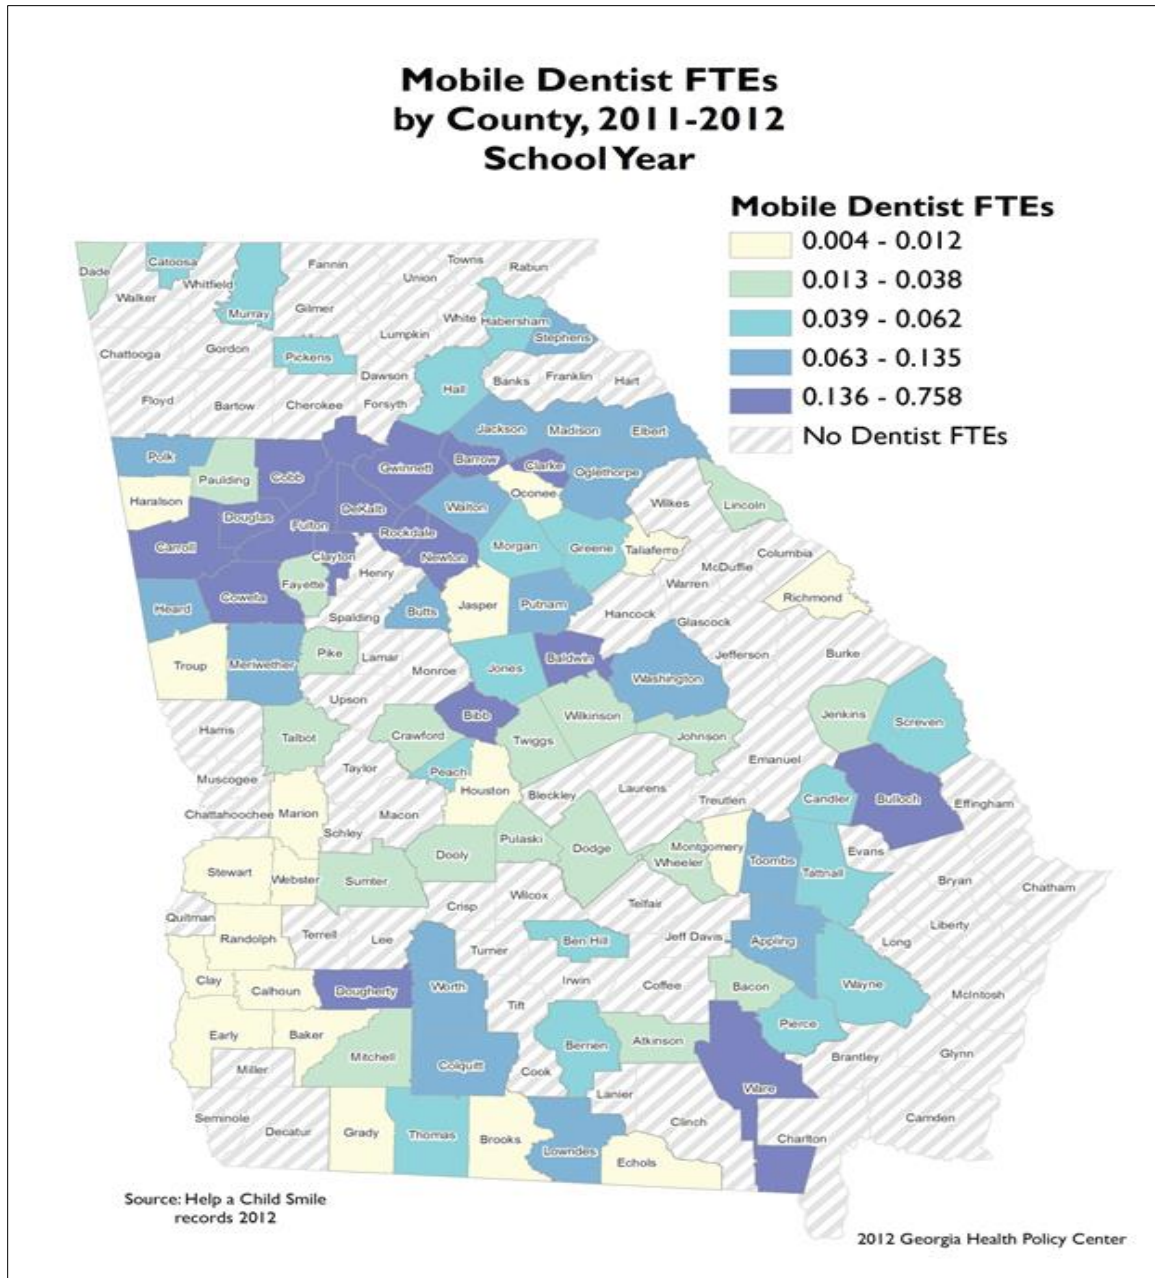 Mobile Dentist FTEs
by County, 2011-2012
School Year
Mobile Dentist FTEs
0.004 - 0.012
0.013 - 0.038
0.039 - 0.062
0.063 - 0.135
0.136 - 0.758
No Dentist FTEs
Dade
Catoosa
Whitfield
Walker
Murray
Fannin
Gilmer
Union
Towns
Rabun
White
Habersham
Stephens
Lumpkin
Chattooga
Gordon
Pickens
Dawson
Hall
Banks
Franklin
Hart
Floyd
Bartow
Cherokee
Forsyth
Jackson
Madison
Elbert
Polk
Paulding
Cobb
Gwinnett
Barrow
Clarke
Oglethorpe
Haralson
Douglas
Fulton
DeKalb
Walton
Oconee
Wilkes
Lincoln
Carroll
Clayton
Rockdale
Newton
Morgan
Greene
Taliaferro
Columbia
McDuffie
Warren
Richmond
Heard
Coweta
Fayette
Henry
Spalding
Butts
Jasper
Putnam
Hancock
Glascock
Jefferson
Burke
Troup
Meriwether
Pike
Lamar
Monroe
Jones
Baldwin
Washington
Upson
Bibb
Wilkinson
Jenkins
Screven
Harris
Talbot
Crawford
Twiggs
Johnson
Emanuel
Muscogee
Taylor
Peach
Houston
Bleckley
Laurens
Treutlen
Candler
Bulloch
Effingham
Chattahoochee
Marion
Schley
Macon
Pulaski
Dodge
Montgomery
Wheeler
Toombs
Tattnall
Evans
Bryan
Chatham
Stewart
Webster
Sumter
Dooly
Crisp
Wilcox
Telfair
Quitman
Randolph
Terrell
Lee
Turner
Ben Hill
Jeff Davis
Appling
Long
Liberty
Clay
Calhoun
Dougherty
Worth
Tift
Irwin
Coffee
Bacon
Wayne
McIntosh
Early
Baker
Mitchell
Colquitt
Cook
Berrien
Atkinson
Pierce
Brantley
Glynn
Miller
Lanier
Clinch
Ware
Charlton
Camden
Seminole
Decatur
Grady
Thomas
Brooks
Lowndes
Echols
Source: Help a Child Smile
records 2012
2012 Georgia Health Policy Center